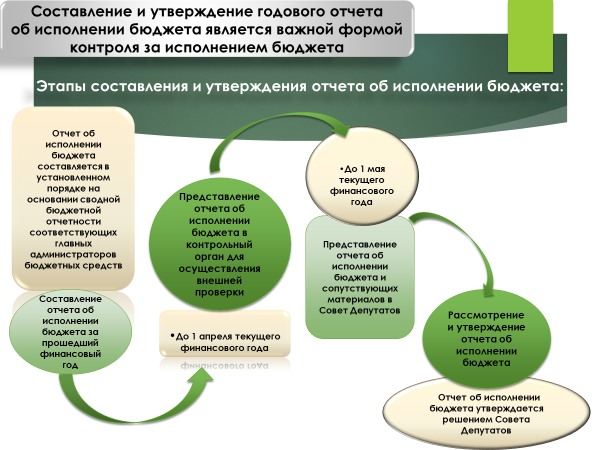 Составление и утверждение годового отчета
об исполнении бюджета является важной формой
контроля за исполнением бюджета
Этапы составления и утверждения отчета об исполнении бюджета:
Отчет об
исполнении
бюджета
составляется в
установленном
порядке на
основании сводной
бюджетной
отчетности
соответствующих
главных
администраторов
бюджетных средств
Составление
отчета об
исполнении
бюджета за
прошедший
финансовый
год
Представление
отчета об
исполнении
бюджета в
контрольный
орган для
осуществления
внешней
проверки
•До 1 апреля текущего
финансового года
•До 1 мая
текущего
финансового
года
Представление
отчета об
исполнении
бюджета и
сопутствующих
материалов в
Совет Депутатов
Рассмотрение
и утверждение
отчета об
исполнении
бюджета
Отчет об исполнении
бюджета утверждается
решением Совета
Депутатов